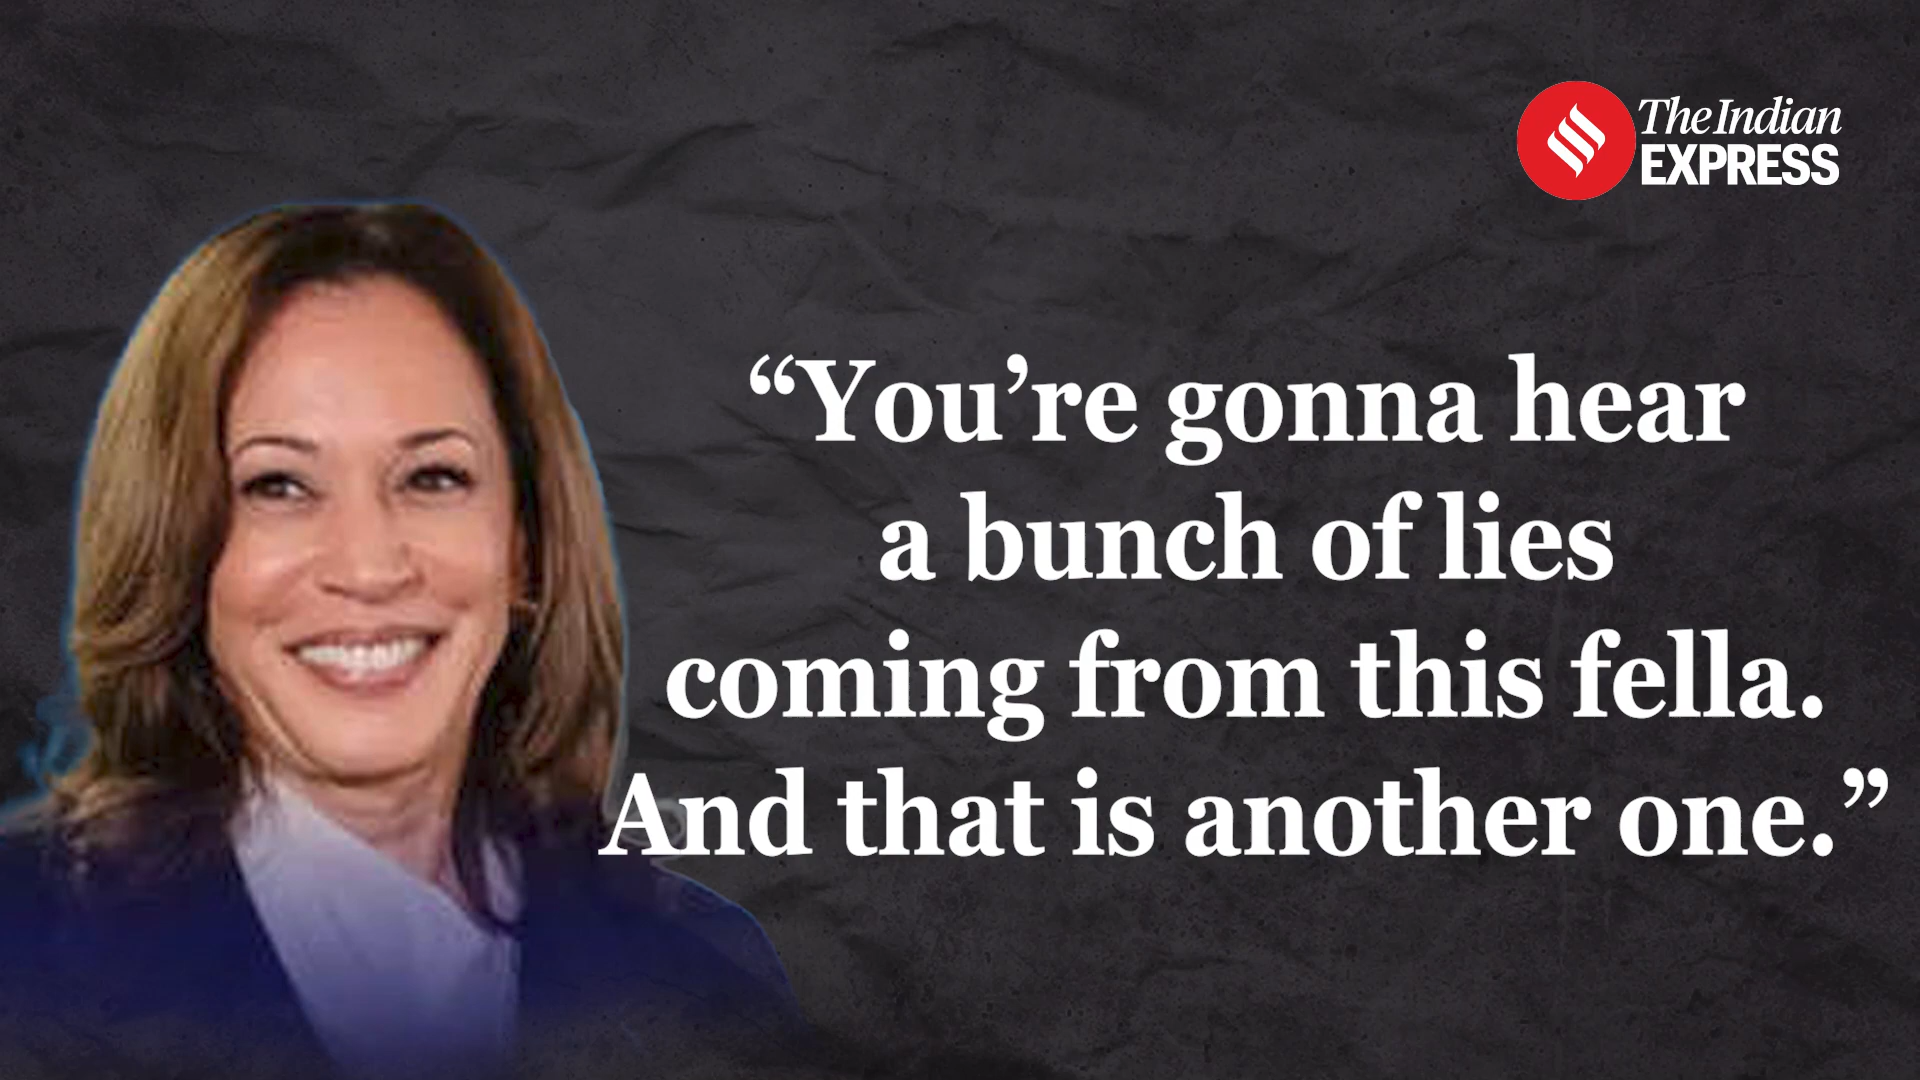 The Indian
EXPRESS
“You’re gonna hear
a bunch of lies
coming from this fella.
And that is another one.”